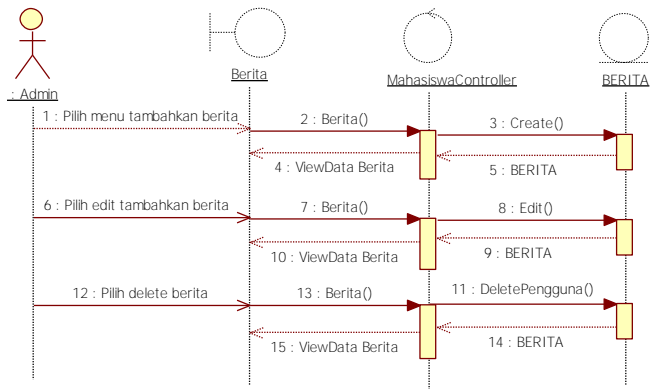 Berita
MahasiswaController
BERITA
: Admin
1 : Pilih menu tambahkan berita
2 : Berita()
3 : Create()
4 : ViewData Berita
5 : BERITA
6 : Pilih edit tambahkan berita
7 : Berita()
8 : Edit()
9 : BERITA
10 : ViewData Berita
12 : Pilih delete berita
13 : Berita()
11 : DeletePengguna()
14 : BERITA
15 : ViewData Berita